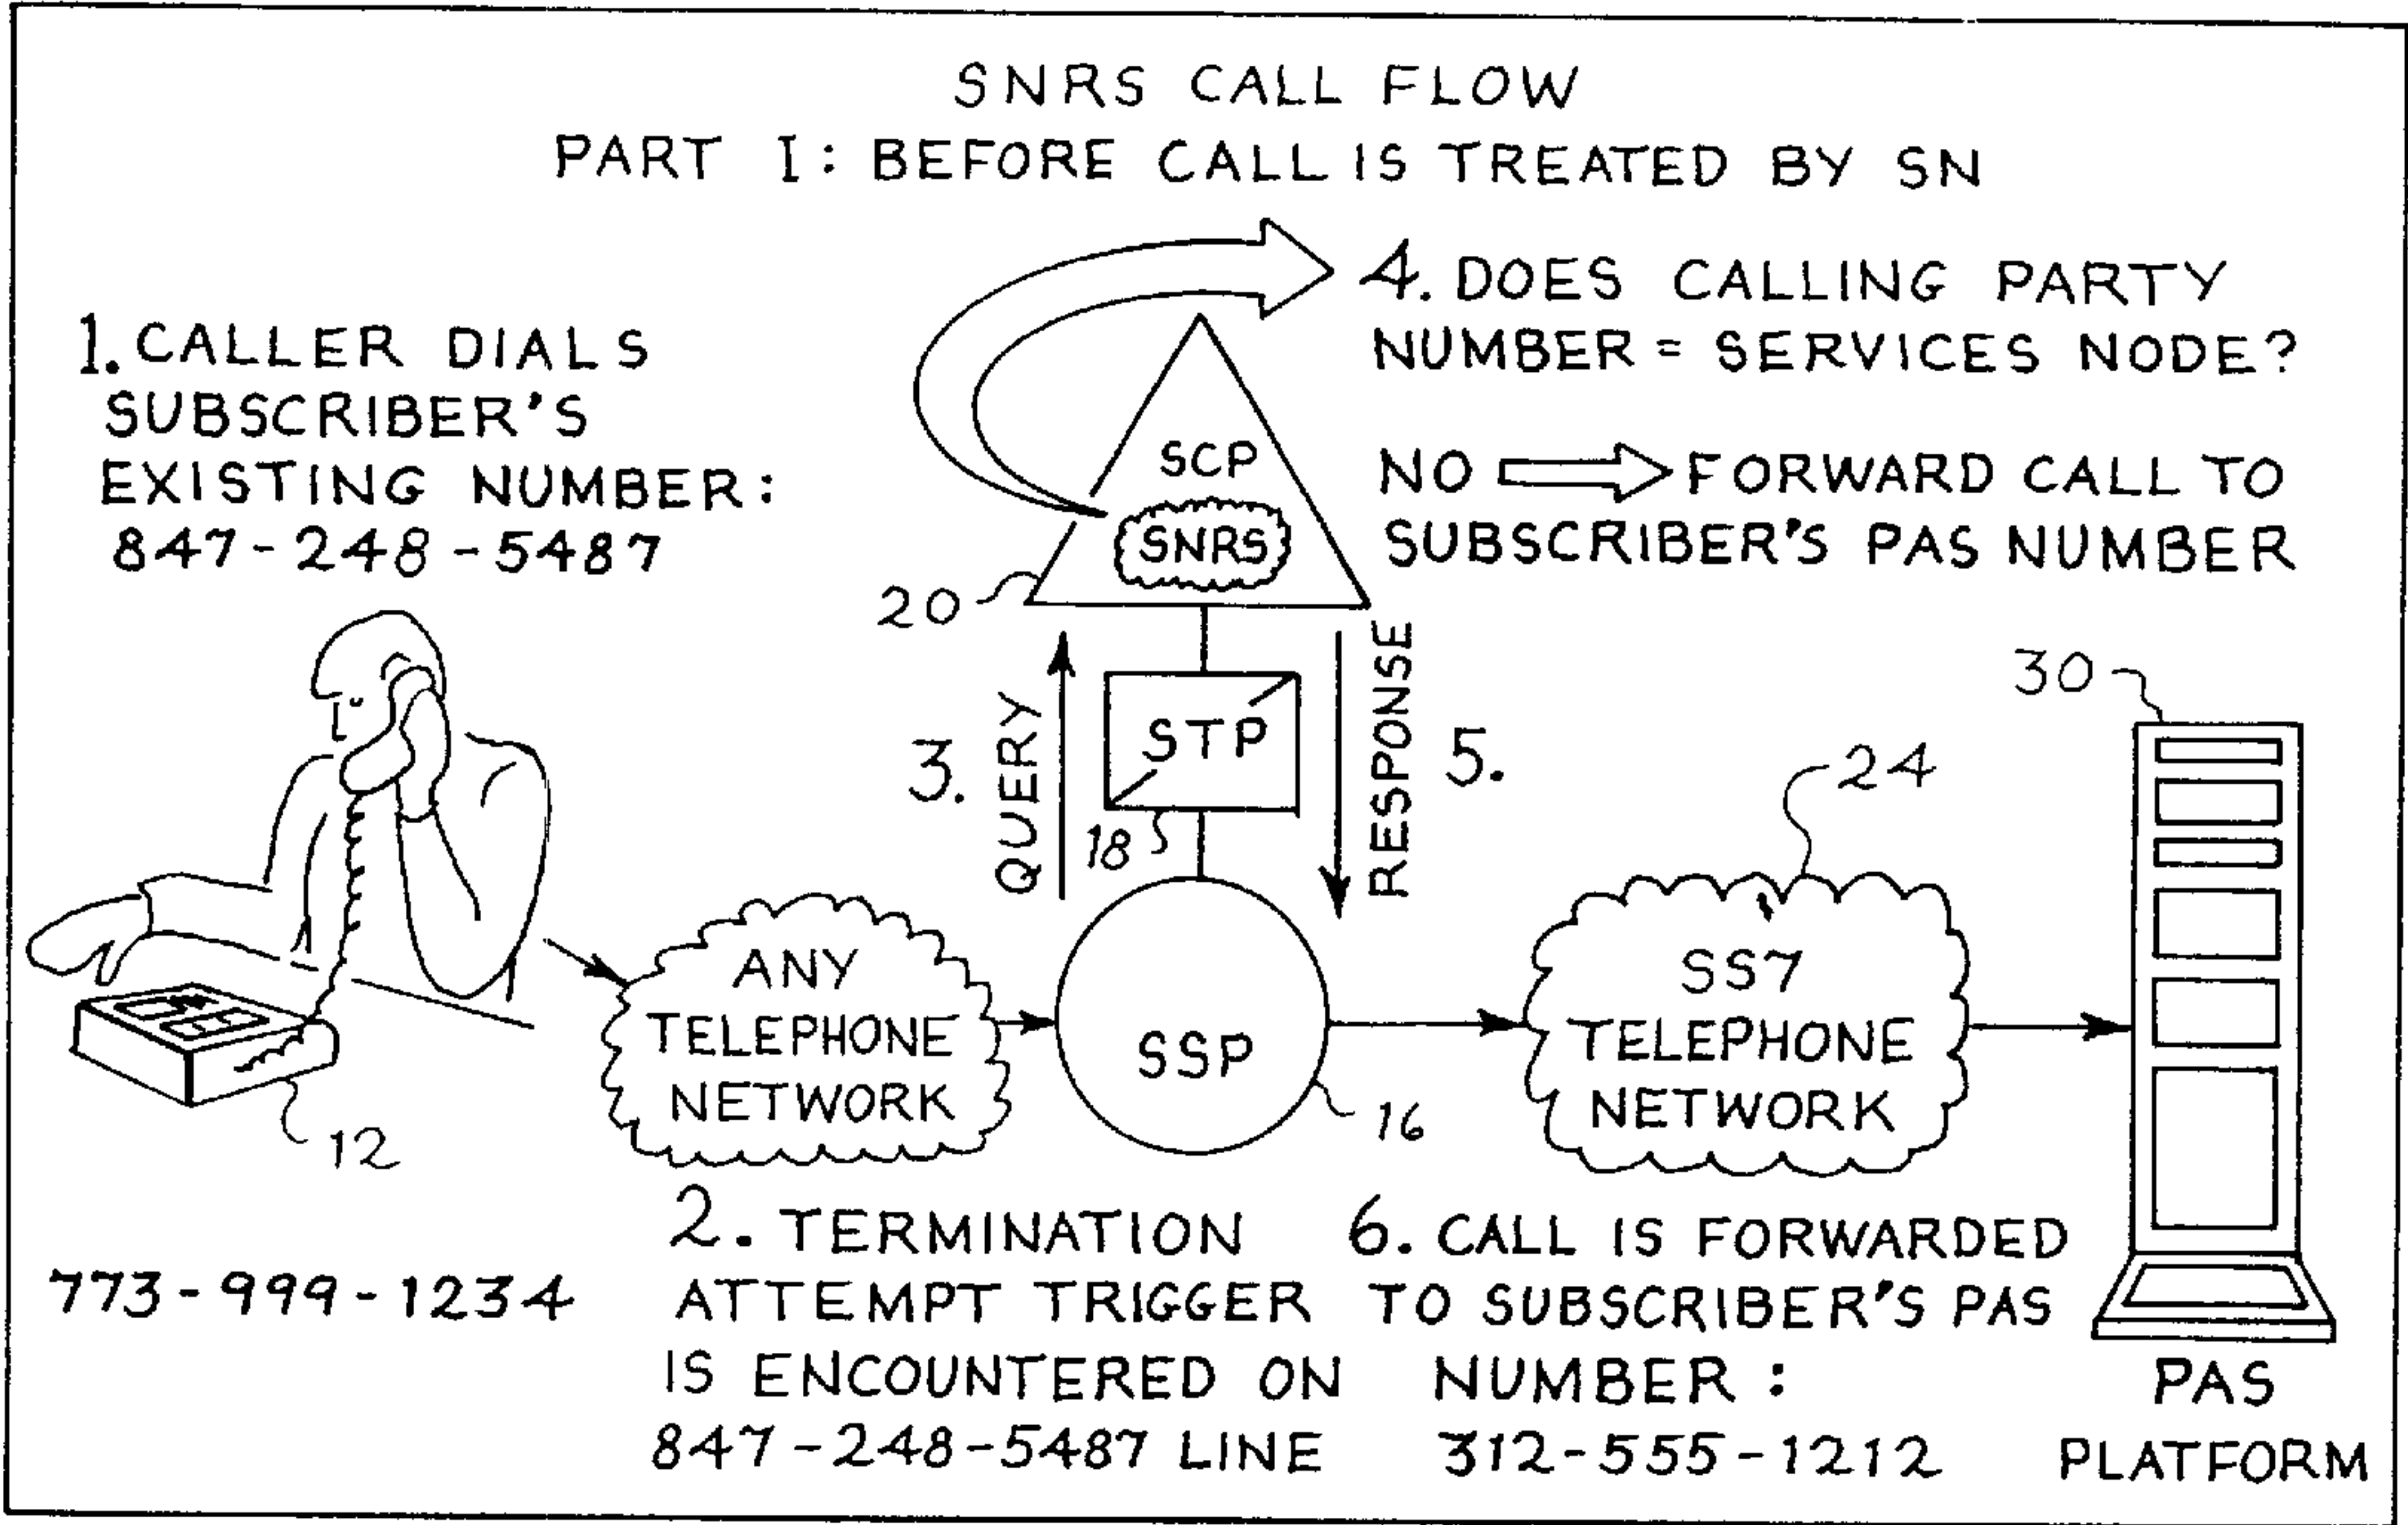 SNRS CALL FLOW
PART I: BEFORE CALL IS TREATED BY SN
1. CALLER DIALS
SUBSCRIBER'S
EXISTING NUMBER:
847-248-5487
4. DOES CALLING PARTY
NUMBER = SERVICES NODE?
NO ⇒ FORWARD CALL TO
SUBSCRIBER'S PAS NUMBER
SCP
SNRS
20
3.
QUERY
STP
18
RESPONSE
5.
30
24
ANY
TELEPHONE
NETWORK
SSP
16
SS7
TELEPHONE
NETWORK
12
773-999-1234
2. TERMINATION
ATTEMPT TRIGGER
IS ENCOUNTERED ON
847-248-5487 LINE
6. CALL IS FORWARDED
TO SUBSCRIBER'S PAS
NUMBER:
312-555-1212
PAS
PLATFORM